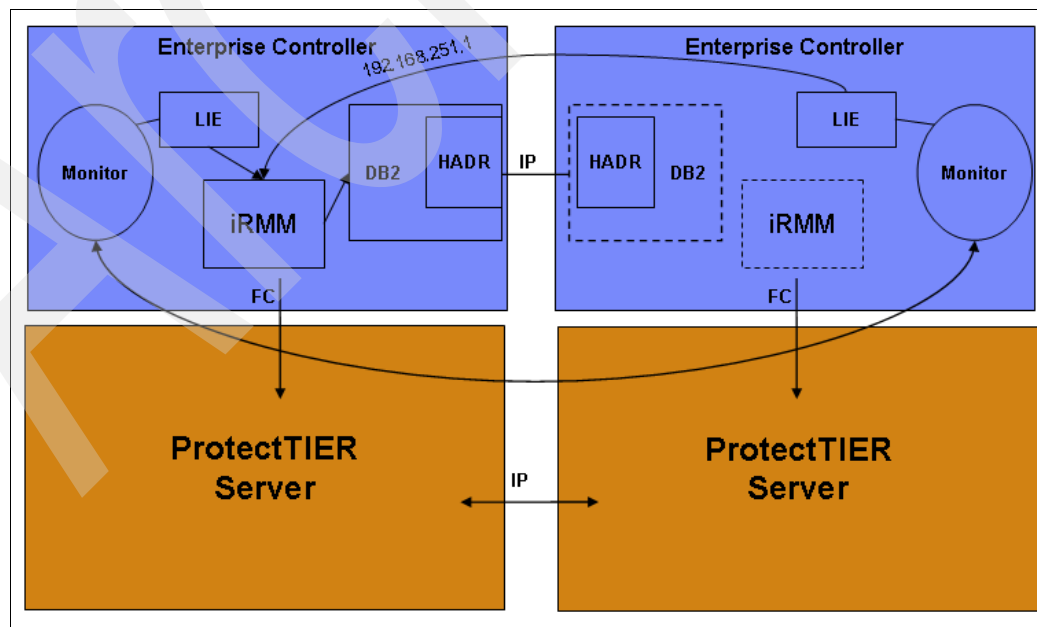 Enterprise Controller
192.168.251.1
LIE
Monitor
iRMM
DB2
HADR
FC
IP
Enterprise Controller
HADR
DB2
LIE
iRMM
Monitor
FC
ProtectTIER
Server
IP
ProtectTIER
Server